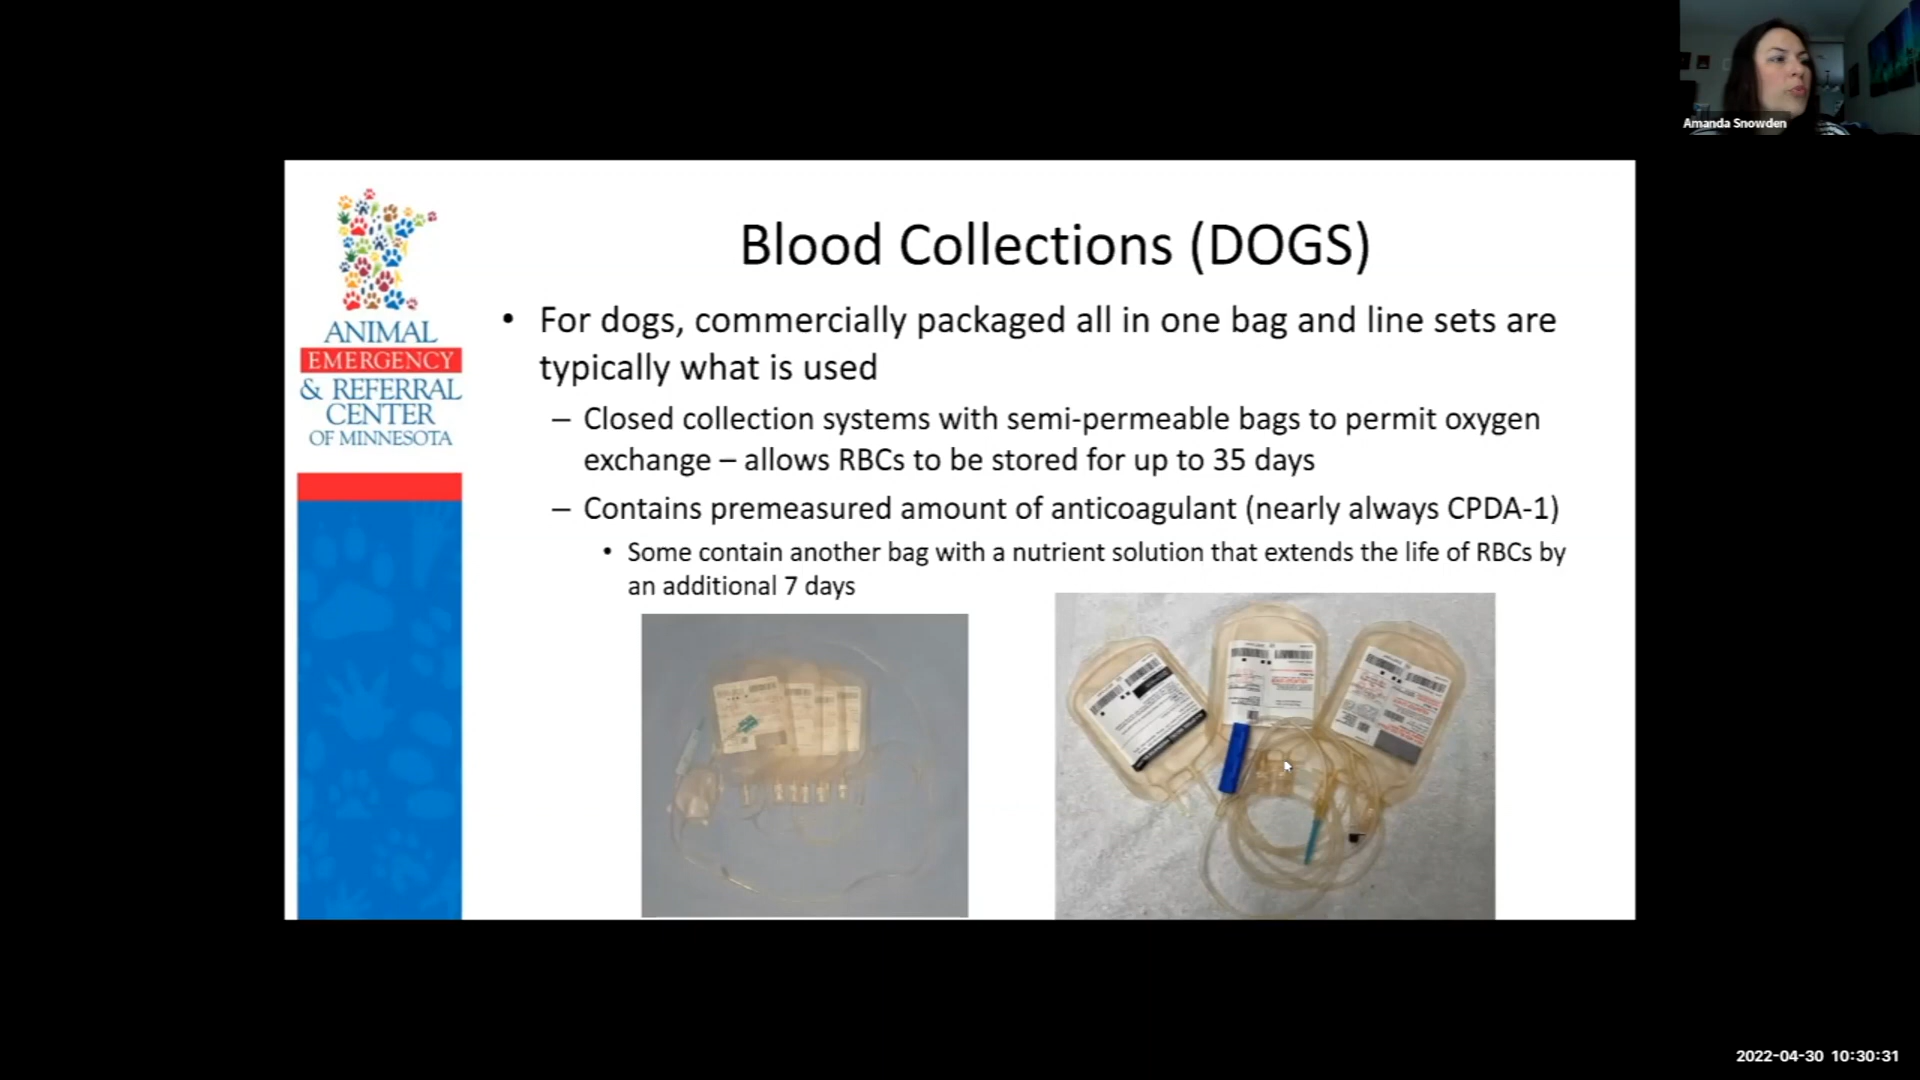 Amanda Snowden
ANIMAL
EMERGENCY
& REFERRAL
CENTER
OF MINNESOTA
Blood Collections (DOGS)
• For dogs, commercially packaged all in one bag and line sets are
typically what is used
– Closed collection systems with semi-permeable bags to permit oxygen
exchange – allows RBCs to be stored for up to 35 days
– Contains premeasured amount of anticoagulant (nearly always CPDA-1)
• Some contain another bag with a nutrient solution that extends the life of RBCs by
an additional 7 days
2022-04-30 10:30:31